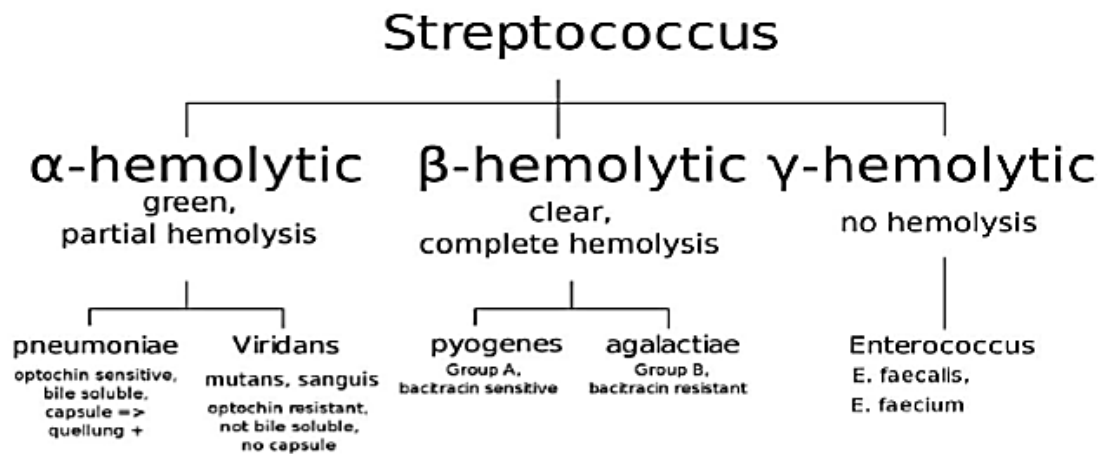 Streptococcus
α-hemolytic
green,
partial hemolysis
β-hemolytic
clear,
complete hemolysis
γ-hemolytic
no hemolysis
pneumoniae
optochin sensitive,
bile soluble,
capsule =>
quellung +
Viridans
mutans, sanguis
optochin resistant,
not bile soluble,
no capsule
pyogenes
Group A,
bacitracin sensitive
agalactiae
Group B,
bacitracin resistant
Enterococcus
E. faecalis,
E. faecium